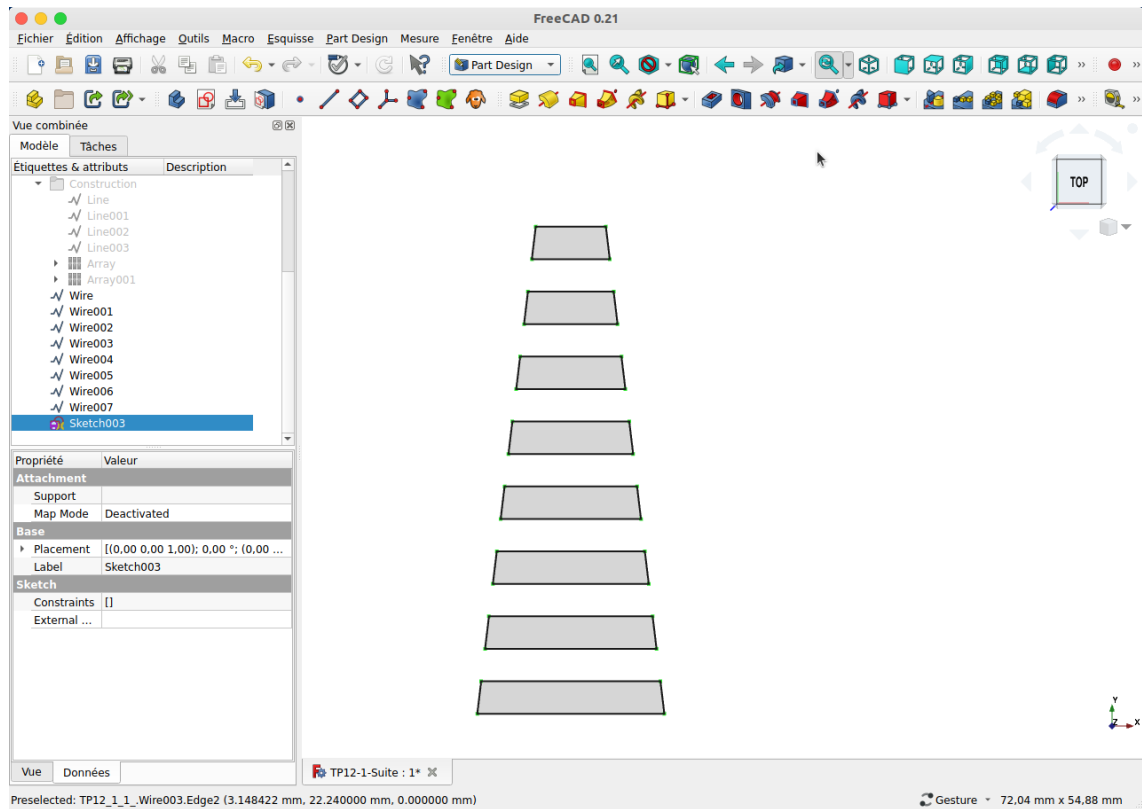 FreeCAD 0.21
Fichier Édition Affichage Outils Macro Esquisse Part Design Mesure Fenêtre Aide
Part Design
Vue combinée
Modèle Tâches
Étiquettes & attributs Description
Construction
Line
Line001
Line002
Line003
Array
Array001
Wire
Wire001
Wire002
Wire003
Wire004
Wire005
Wire006
Wire007
Sketch003
Propriété Valeur
Attachment
Support
Map Mode Deactivated
Base
Placement [(0,00 0,00 1,00); 0,00 °; (0,00 ...
Label Sketch003
Sketch
Constraints []
External ...
Vue Données
TOP
Y
Z X
TP12-1-Suite : 1*
Preselected: TP12_1_1_.Wire003.Edge2 (3.148422 mm, 22.240000 mm, 0.000000 mm)
Gesture 72,04 mm x 54,88 mm